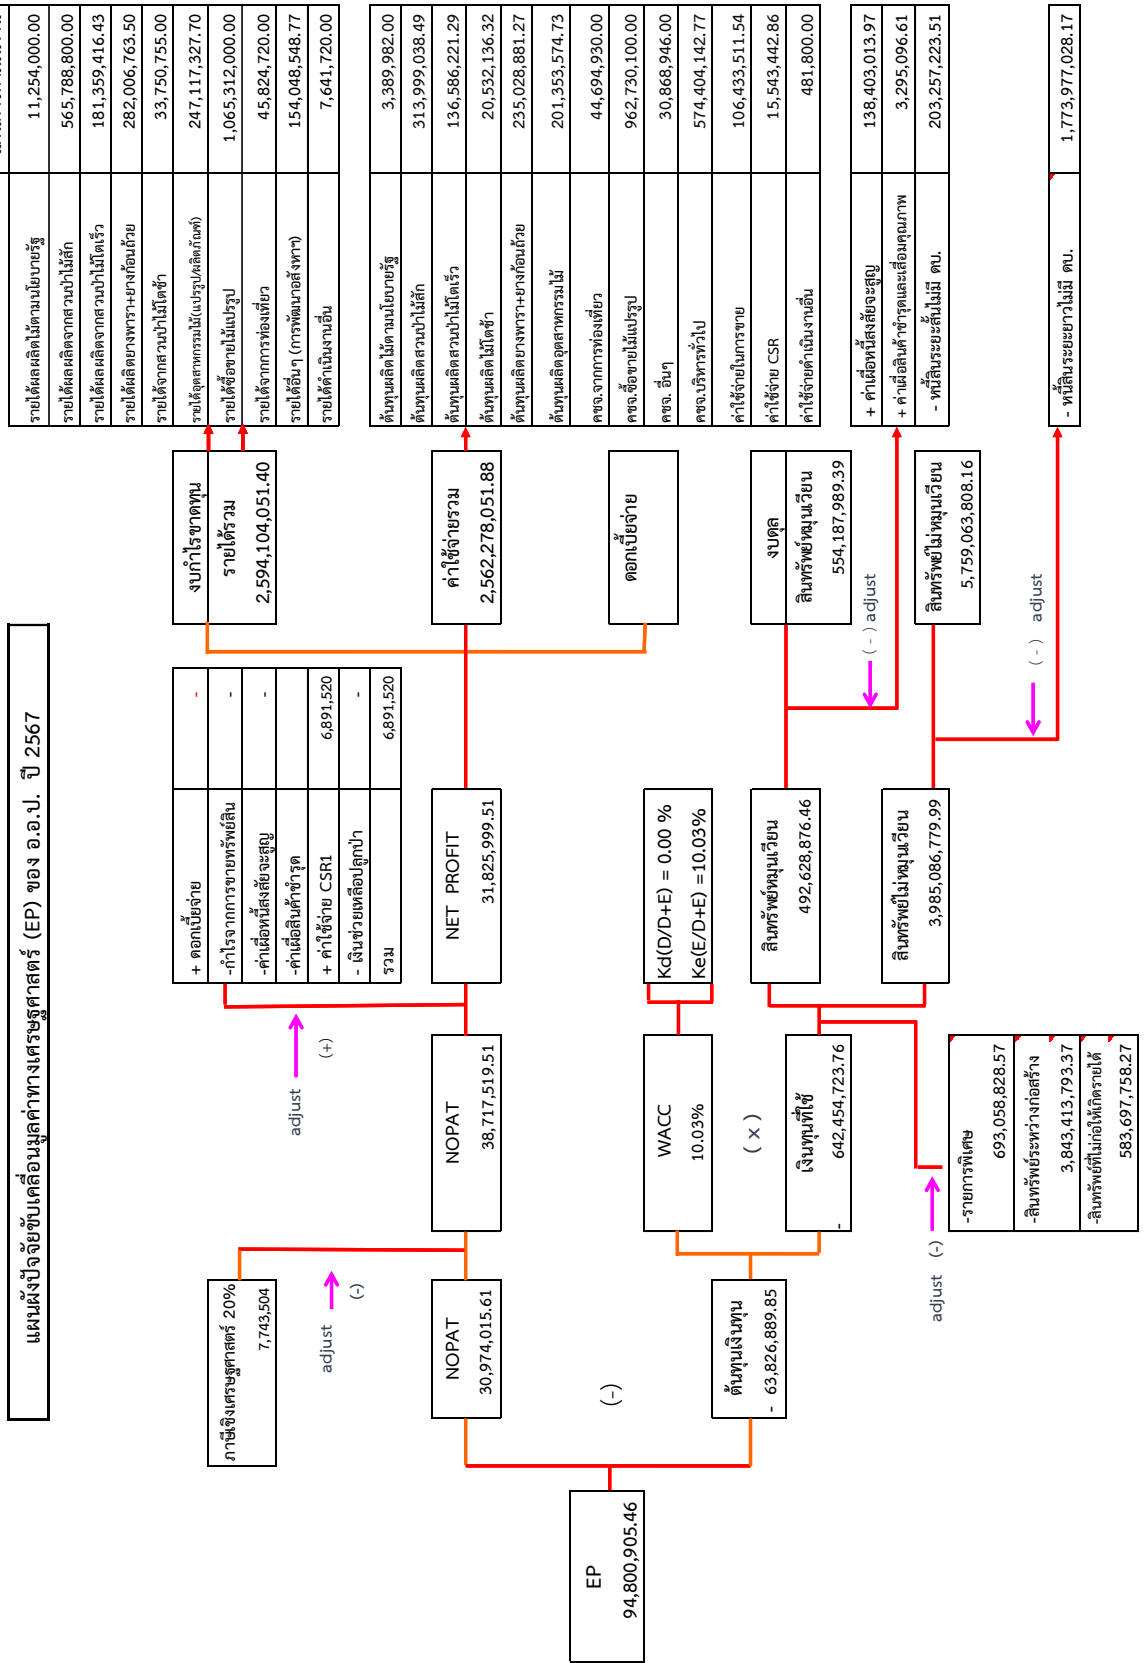 แผนผังปัจจัยขับเคลื่อนมูลค่าทางเศรษฐศาสตร์ (EP) ของ อ.อ.ป. ปี 2567
EP
94,800,905.46
ภาษีเชิงเศรษฐศาสตร์ 20%
7,743,504
adjust
(-)
NOPAT
30,974,015.61
(-)
ต้นทุนเงินทุน
- 63,826,889.85
adjust
(+)
NOPAT
38,717,519.51
WACC
10.03%
( x )
เงินทุนที่ใช้
- 642,454,723.76
adjust (-)
-รายการพิเศษ
693,058,828.57
-สินทรัพย์ระหว่างก่อสร้าง
3,843,413,793.37
-สินทรัพย์ที่ไม่ก่อให้เกิดรายได้
583,697,758.27
+ ดอกเบี้ยจ่าย -
-กำไรจากการขายทรัพย์สิน -
-ค่าเผื่อหนี้สงสัยจะสูญ -
-ค่าเผื่อสินค้าชำรุด
+ ค่าใช้จ่าย CSR1 6,891,520
- เงินช่วยเหลือปลูกป่า -
รวม 6,891,520
NET PROFIT
31,825,999.51
Kd(D/D+E) = 0.00 %
Ke(E/D+E) =10.03%
สินทรัพย์หมุนเวียน
492,628,876.46
สินทรัพย์ไม่หมุนเวียน
3,985,086,779.99
งบกำไรขาดทุน
รายได้รวม
2,594,104,051.40
ค่าใช้จ่ายรวม
2,562,278,051.88
ดอกเบี้ยจ่าย
งบดุล
สินทรัพย์หมุนเวียน
554,187,989.39
( - ) adjust
สินทรัพย์ไม่หมุนเวียน
5,759,063,808.16
( - ) adjust
รายได้ผลผลิตไม้ตามนโยบายรัฐ 11,254,000.00
รายได้ผลผลิตจากสวนป่าไม้สัก 565,788,800.00
รายได้ผลผลิตจากสวนป่าไม้โตเร็ว 181,359,416.43
รายได้ผลิตยางพารา+ยางก้อนถ้วย 282,006,763.50
รายได้จากสวนป่าไม้โตช้า 33,750,755.00
รายได้อุตสาหกรรมไม้(แปรรูป/ผลิตภัณฑ์) 247,117,327.70
รายได้ซื้อขายไม้แปรรูป 1,065,312,000.00
รายได้จากการท่องเที่ยว 45,824,720.00
รายได้อื่นๆ (การพัฒนาอสังหาฯ) 154,048,548.77
รายได้ดำเนินงานอื่น 7,641,720.00
ต้นทุนผลิตไม้ตามนโยบายรัฐ 3,389,982.00
ต้นทุนผลิตสวนป่าไม้สัก 313,999,038.49
ต้นทุนผลิตสวนป่าไม้โตเร็ว 136,586,221.29
ต้นทุนผลิตไม้โตช้า 20,532,136.32
ต้นทุนผลิตยางพารา+ยางก้อนถ้วย 235,028,881.27
ต้นทุนผลิตอุตสาหกรรมไม้ 201,353,574.73
คชจ.จากการท่องเที่ยว 44,694,930.00
คชจ.ซื้อขายไม้แปรรูป 962,730,100.00
คชจ. อื่นๆ 30,868,946.00
คชจ.บริหารทั่วไป 574,404,142.77
ค่าใช้จ่ายในการขาย 106,433,511.54
ค่าใช้จ่าย CSR 15,543,442.86
ค่าใช้จ่ายดำเนินงานอื่น 481,800.00
+ ค่าเผื่อหนี้สงสัยจะสูญ 138,403,013.97
+ ค่าเผื่อสินค้าชำรุดและเสื่อมคุณภาพ 3,295,096.61
- หนี้สินระยะสั้นไม่มี ดบ. 203,257,223.51
- หนี้สินระยะยาวไม่มี ดบ. 1,773,977,028.17